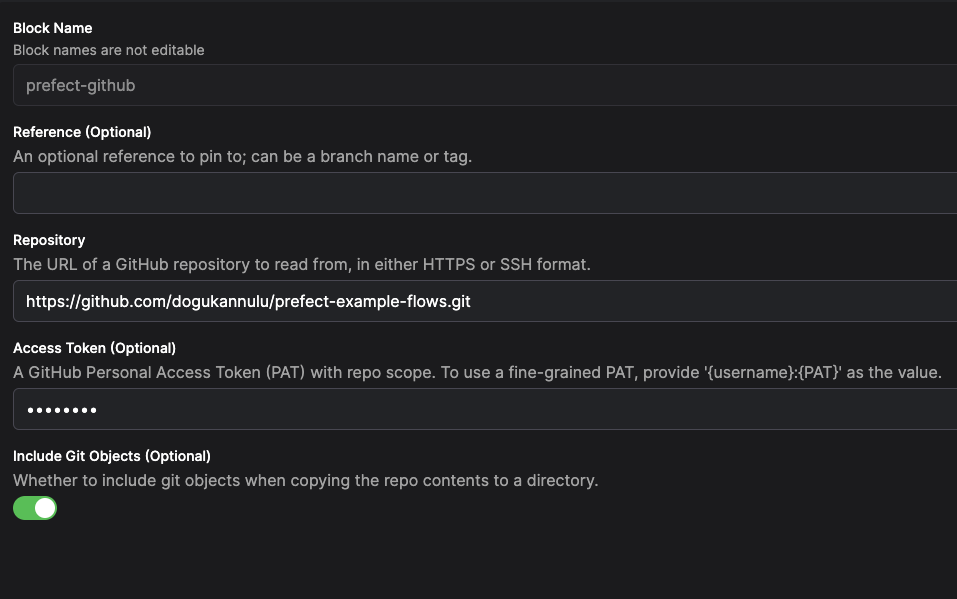 Block Name
Block names are not editable
prefect-github
Reference (Optional)
An optional reference to pin to; can be a branch name or tag.
Repository
The URL of a GitHub repository to read from, in either HTTPS or SSH format.
https://github.com/dogukannulu/prefect-example-flows.git
Access Token (Optional)
A GitHub Personal Access Token (PAT) with repo scope. To use a fine-grained PAT, provide '{username}:{PAT}' as the value.
••••••••
Include Git Objects (Optional)
Whether to include git objects when copying the repo contents to a directory.